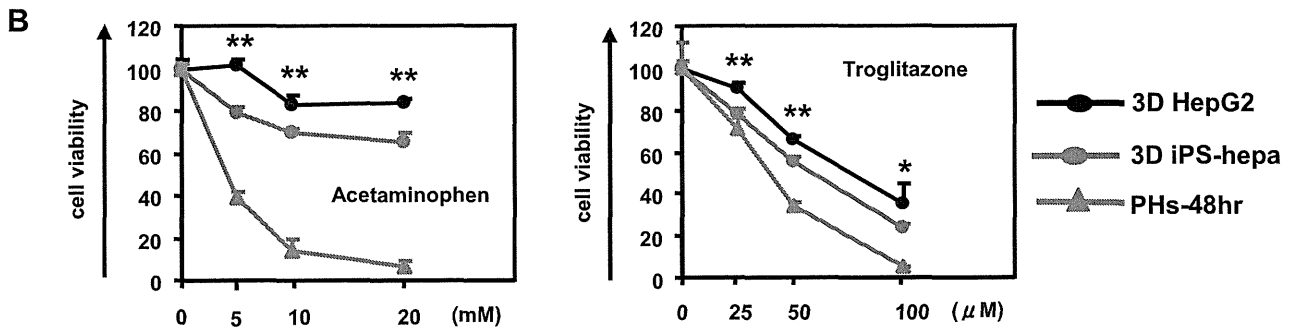 B
120
100
80
60
40
20
0
cell viability
** ** **
Acetaminophen
0 5 10 20 (mM)
120
100
80
60
40
20
0
cell viability
** ** *
Troglitazone
0 25 50 100 (μM)
3D HepG2
3D iPS-hepa
PHs-48hr